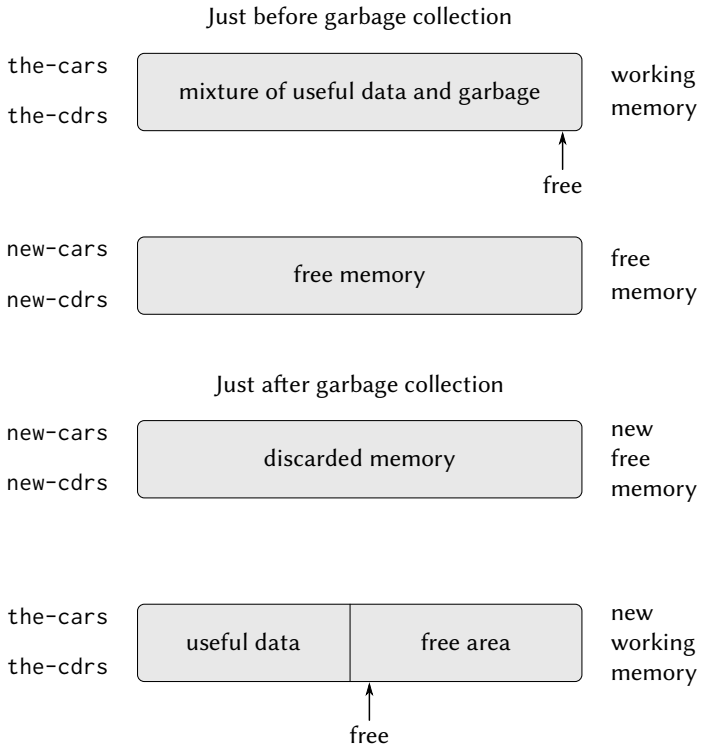 Just before garbage collection
the-cars
the-cdrs
mixture of useful data and garbage
working
memory
free
new-cars
new-cdrs
free memory
free
memory
Just after garbage collection
new-cars
new-cdrs
discarded memory
new
free
memory
the-cars
the-cdrs
useful data
free area
new
working
memory
free